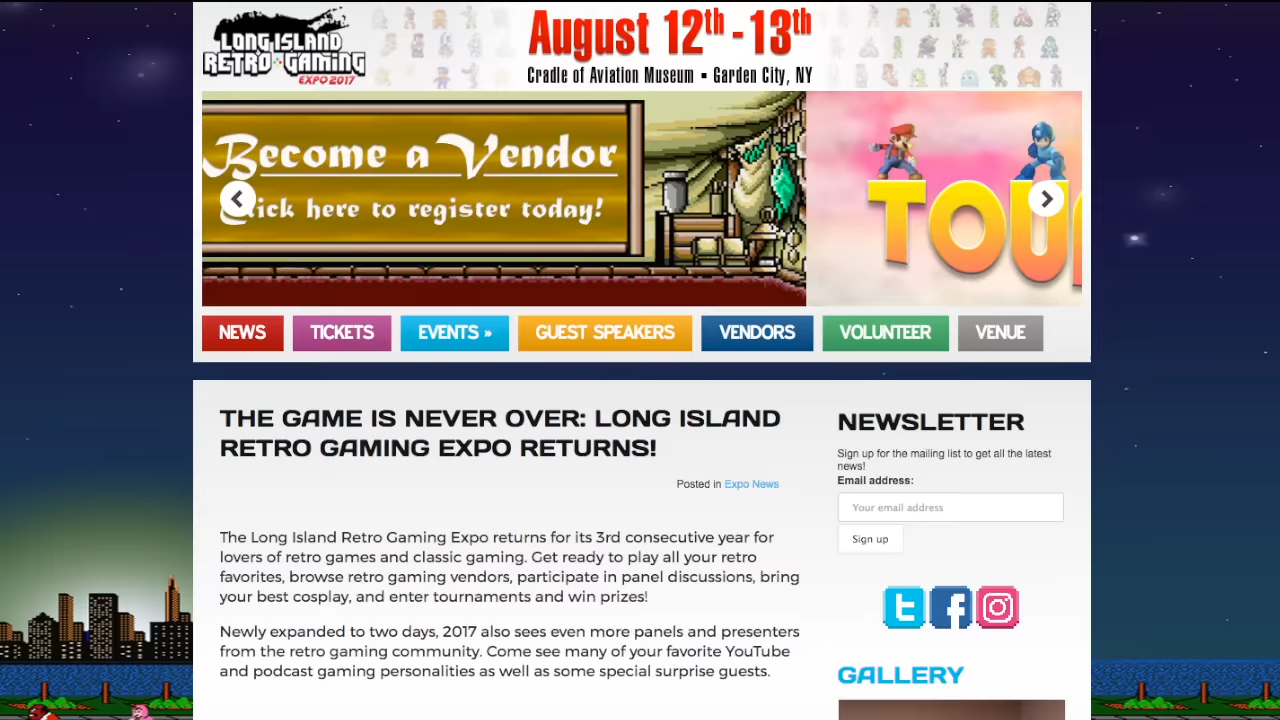 LONG ISLAND
RETRO GAMING
EXPO 2017
August 12th - 13th
Cradle of Aviation Museum ▪ Garden City, NY
Become a Vendor
Click here to register today!
TOU
NEWS
TICKETS
EVENTS »
GUEST SPEAKERS
VENDORS
VOLUNTEER
VENUE
THE GAME IS NEVER OVER: LONG ISLAND
RETRO GAMING EXPO RETURNS!
Posted in Expo News
The Long Island Retro Gaming Expo returns for its 3rd consecutive year for
lovers of retro games and classic gaming. Get ready to play all your retro
favorites, browse retro gaming vendors, participate in panel discussions, bring
your best cosplay, and enter tournaments and win prizes!
Newly expanded to two days, 2017 also sees even more panels and presenters
from the retro gaming community. Come see many of your favorite YouTube
and podcast gaming personalities as well as some special surprise guests.
NEWSLETTER
Sign up for the mailing list to get all the latest
news!
Email address:
Your email address
Sign up
GALLERY